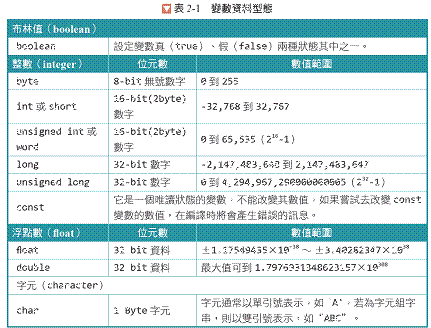 表 2-1 變數資料型態
布林值 (boolean)
boolean 設定變數真 (true)、假 (false) 兩種狀態其中之一。
整數 (integer) 位元數 數值範圍
byte 8-bit 無號數字 0 到 255
int 或 short 16-bit(2byte) 數字 -32,768 到 32,767
unsigned int 或 word 16-bit(2byte) 數字 0 到 65,535 (2^16-1)
long 32-bit 數字 -2,147,483,648 到 2,147,483,647
unsigned long 32-bit 數字 0 到 4,294,967,29 (2^32-1)
const 它是一個唯讀狀態的變數，不能改變其數值，如果嘗試去改變 const
變數的數值，在編譯時將會產生錯誤的訊息。
浮點數 (float) 位元數 數值範圍
float 32 bit 資料 ±1.17549435×10^-38 ～ ±3.40282347×10^38
double 32 bit 資料 最大值可到 1.7976931348623157×10^308
字元 (character)
char 1 Byte 字元 字元通常以單引號表示，如 'A'，若為字元組字
串，則以雙引號表示，如 "ABC"。